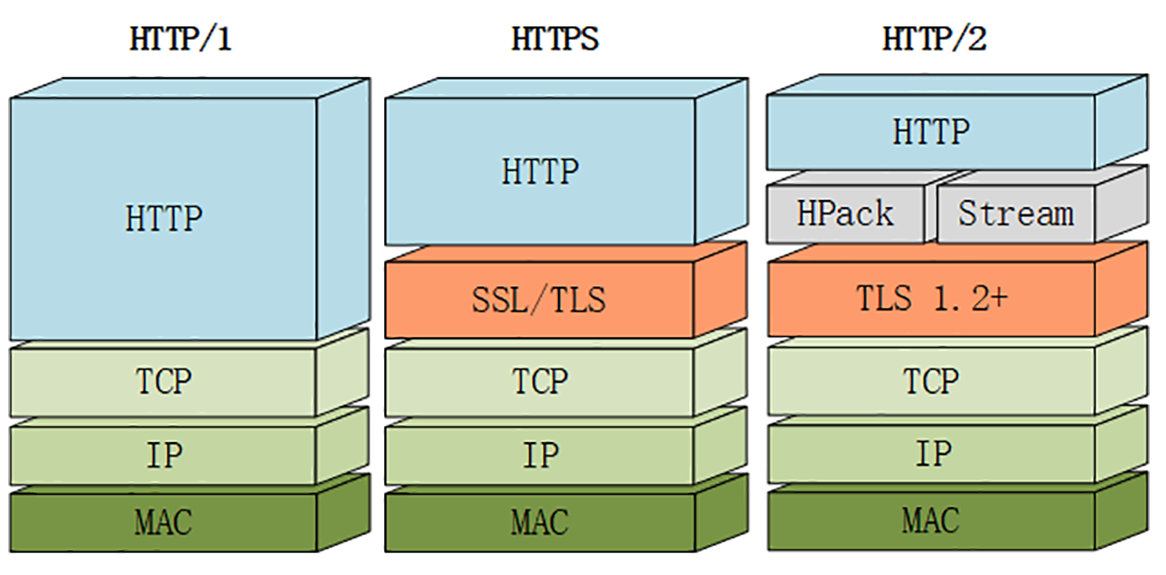 HTTP/1
HTTPS
HTTP/2
HTTP
TCP
IP
MAC
HTTP
SSL/TLS
TCP
IP
MAC
HTTP
HPack
Stream
TLS 1.2+
TCP
IP
MAC